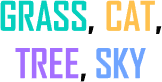 GRASS, CAT,
TREE, SKY